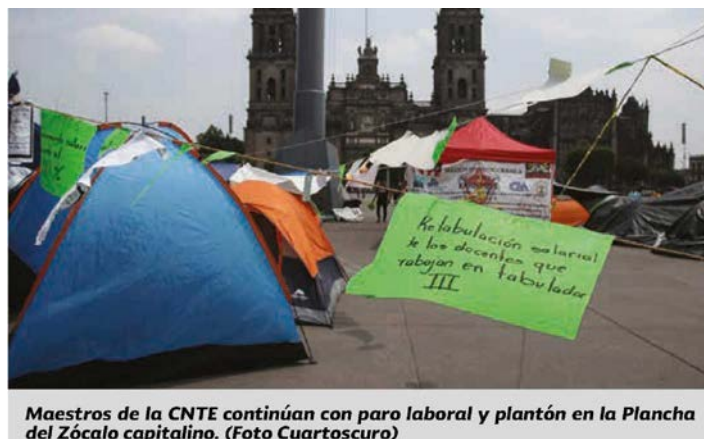 Retabulación salarial
de los docentes que
rabajan en tabulador
III
Maestros de la CNTE continúan con paro laboral y plantón en la Plancha
del Zócalo capitalino. (Foto Cuartoscuro)